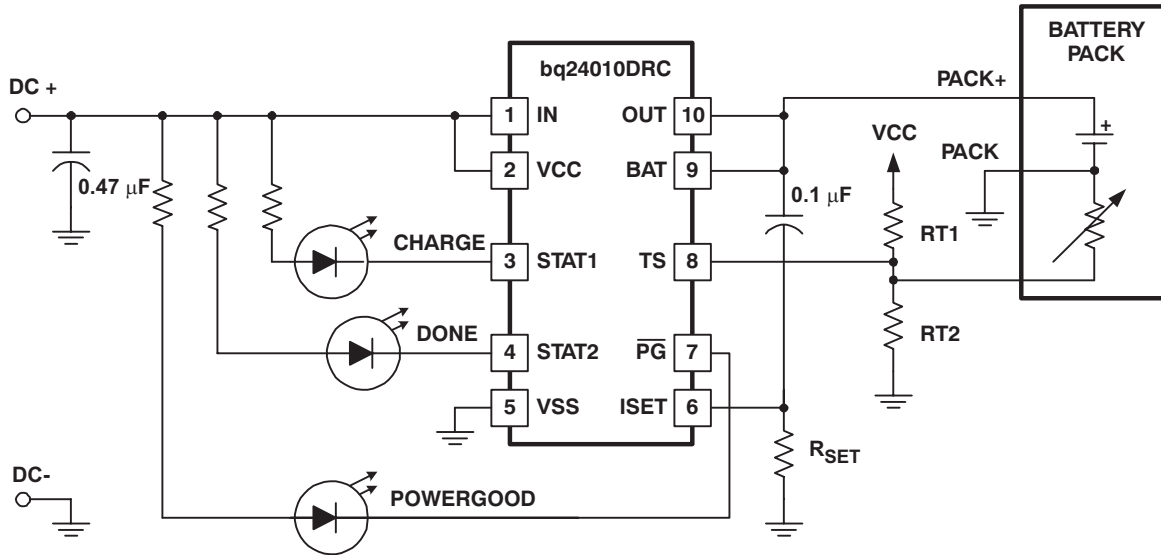 BATTERY
PACK
bq24010DRC
DC +
PACK+
1 IN
OUT 10
VCC
PACK
2 VCC
BAT 9
0.47 μF
0.1 μF
RT1
CHARGE
3 STAT1
TS 8
DONE
RT2
4 STAT2
PG 7
5 VSS
ISET 6
RSET
DC-
POWERGOOD
+